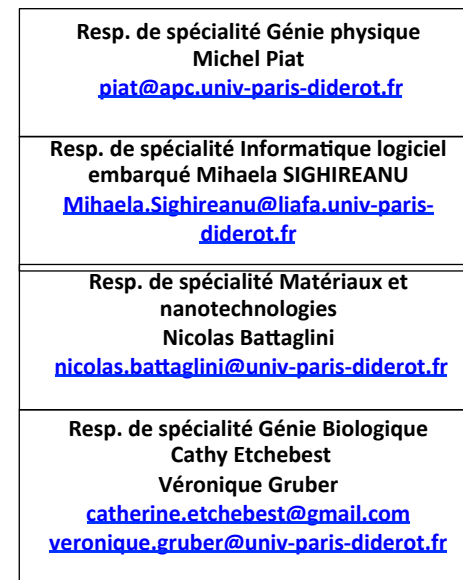 Resp. de spécialité Génie physique
Michel Piat
piat@apc.univ-paris-diderot.fr
Resp. de spécialité Informatique logiciel
embarqué Mihaela SIGHIREANU
Mihaela.Sighireanu@liafa.univ-paris-
diderot.fr
Resp. de spécialité Matériaux et
nanotechnologies
Nicolas Battaglini
nicolas.battaglini@univ-paris-diderot.fr
Resp. de spécialité Génie Biologique
Cathy Etchebest
Véronique Gruber
catherine.etchebest@gmail.com
veronique.gruber@univ-paris-diderot.fr